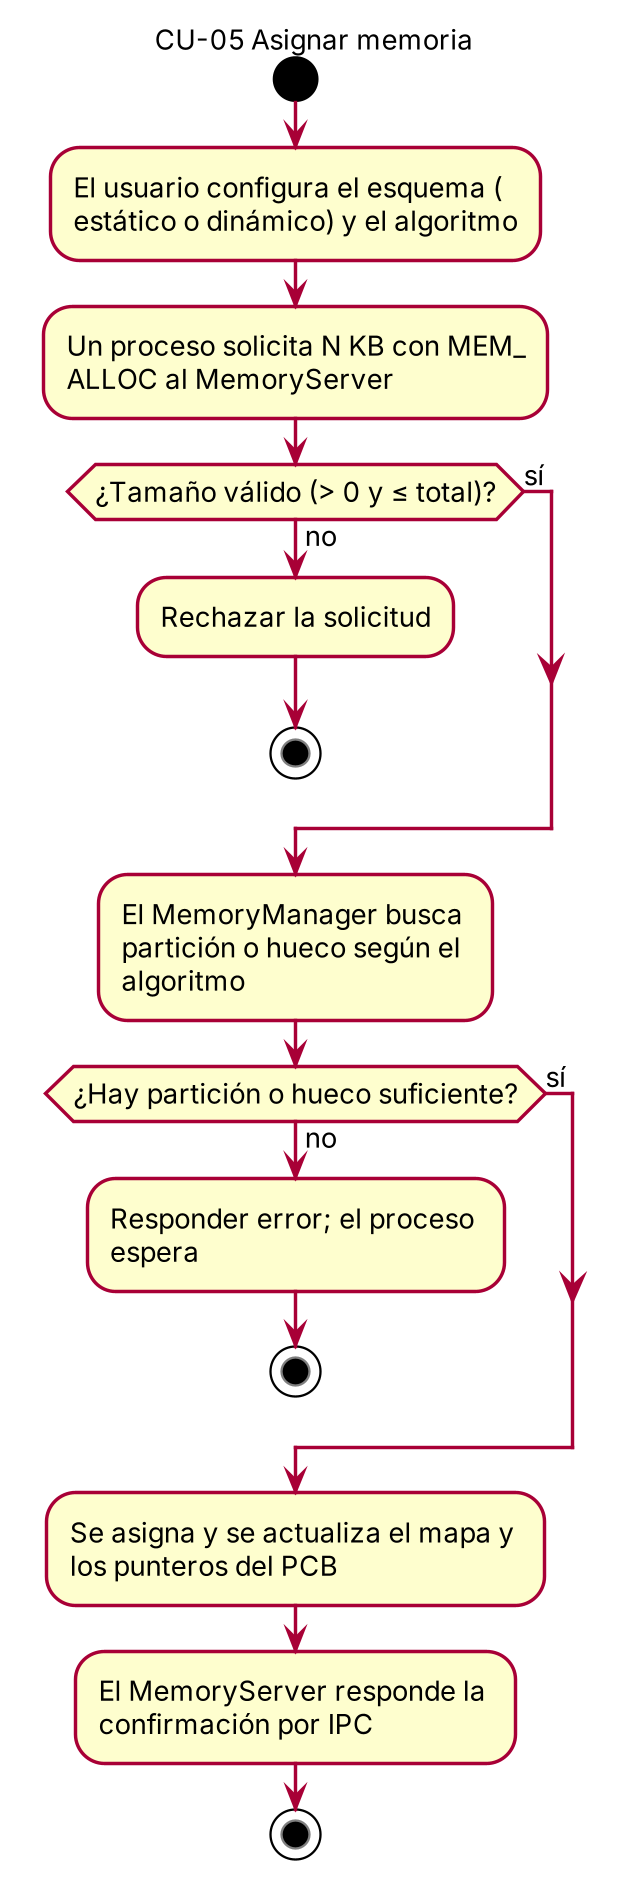 CU-05 Asignar memoria
El usuario configura el esquema (
estático o dinámico) y el algoritmo
Un proceso solicita N KB con MEM_
ALLOC al MemoryServer
¿Tamaño válido (> 0 y ≤ total)?
sí
no
Rechazar la solicitud
El MemoryManager busca
partición o hueco según el
algoritmo
¿Hay partición o hueco suficiente?
sí
no
Responder error; el proceso
espera
Se asigna y se actualiza el mapa y
los punteros del PCB
El MemoryServer responde la
confirmación por IPC